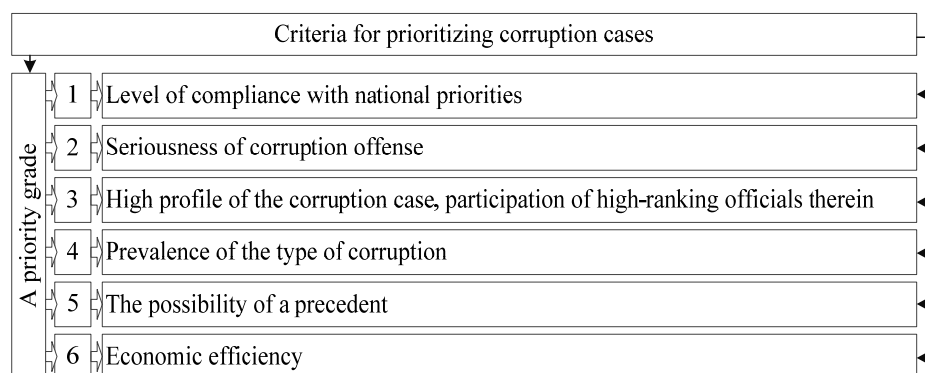 Criteria for prioritizing corruption cases
A priority grade
1 Level of compliance with national priorities
2 Seriousness of corruption offense
3 High profile of the corruption case, participation of high-ranking officials therein
4 Prevalence of the type of corruption
5 The possibility of a precedent
6 Economic efficiency